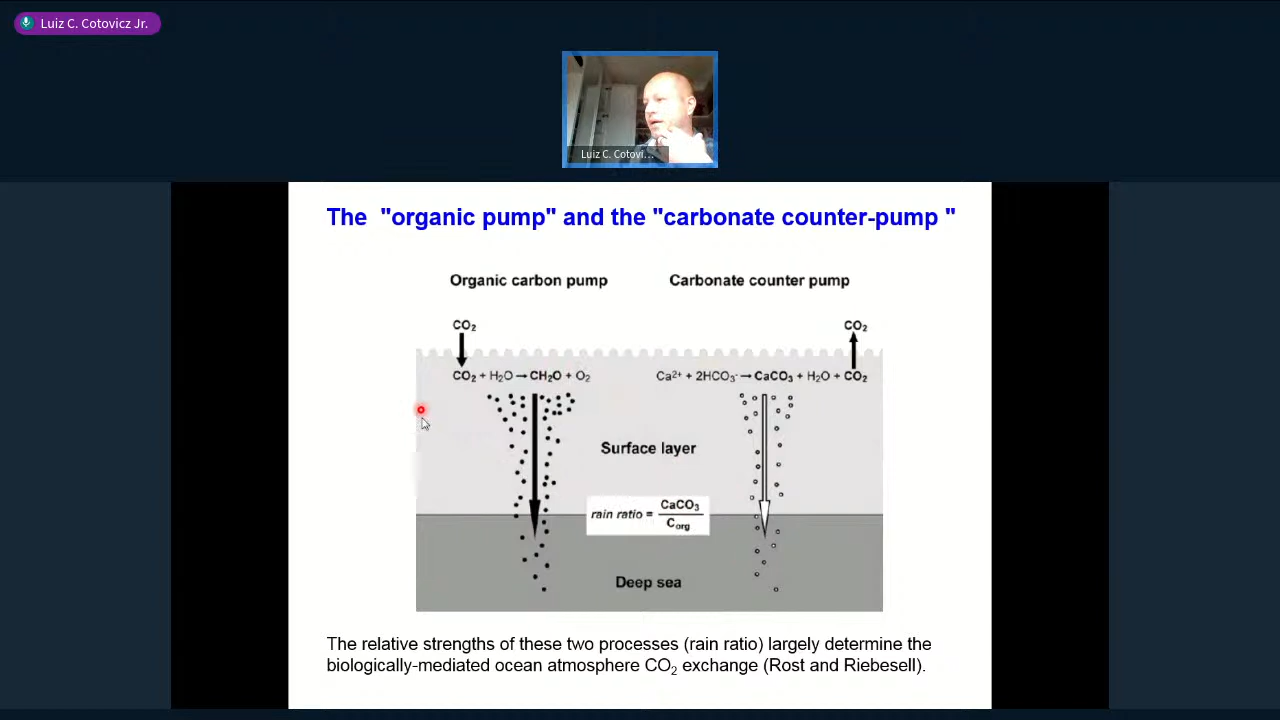 Luiz C. Cotovicz Jr.
Luiz C. Cotovi...
The "organic pump" and the "carbonate counter-pump "
Organic carbon pump
Carbonate counter pump
CO₂
CO₂
CO₂ + H₂O → CH₂O + O₂
Ca²⁺ + 2HCO₃⁻ → CaCO₃ + H₂O + CO₂
Surface layer
rain ratio = CaCO₃ / Corg
Deep sea
The relative strengths of these two processes (rain ratio) largely determine the
biologically-mediated ocean atmosphere CO₂ exchange (Rost and Riebesell).